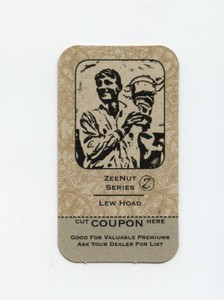 ZEENUT
SERIES Z
LEW HOAD
CUT COUPON HERE
GOOD FOR VALUABLE PREMIUMS
ASK YOUR DEALER FOR LIST